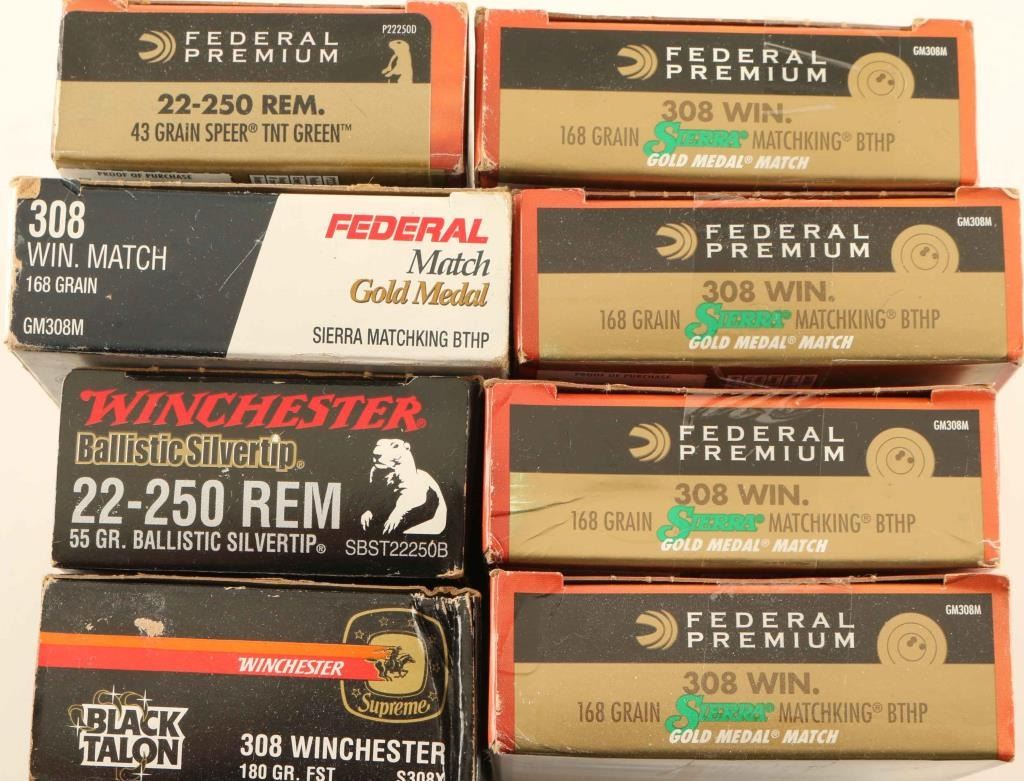 FEDERAL
PREMIUM
P22250D
22-250 REM.
43 GRAIN SPEER® TNT GREEN™
PROOF OF PURCHASE
308
WIN. MATCH
168 GRAIN
GM308M
FEDERAL
Match
Gold Medal
SIERRA MATCHKING BTHP
WINCHESTER®
Ballistic Silvertip®
22-250 REM
55 GR. BALLISTIC SILVERTIP®
SBST22250B
WINCHESTER
Supreme®
BLACK
TALON
308 WINCHESTER
180 GR. FST
S308X
FEDERAL
PREMIUM
GM308M
308 WIN.
168 GRAIN SIERRA® MATCHKING® BTHP
GOLD MEDAL® MATCH
FEDERAL
PREMIUM
GM308M
308 WIN.
168 GRAIN SIERRA® MATCHKING® BTHP
GOLD MEDAL® MATCH
PROOF OF PURCHASE
FEDERAL
PREMIUM
GM308M
308 WIN.
168 GRAIN SIERRA® MATCHKING® BTHP
GOLD MEDAL® MATCH
FEDERAL
PREMIUM
GM308M
308 WIN.
168 GRAIN SIERRA® MATCHKING® BTHP
GOLD MEDAL® MATCH